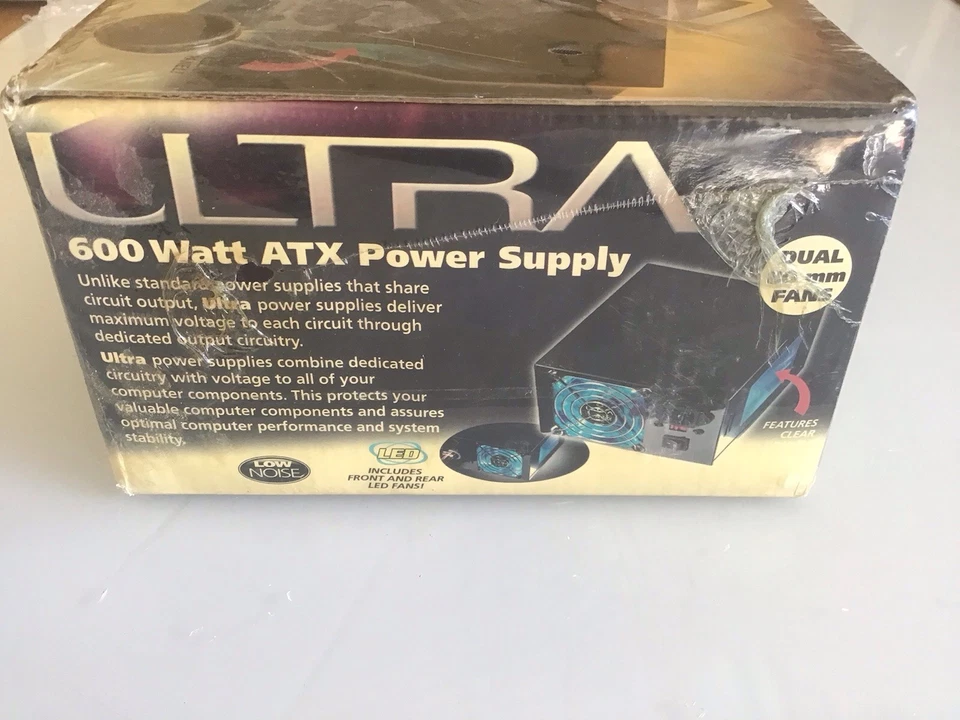 ULTRA
600 Watt ATX Power Supply
Unlike standard power supplies that share
circuit output, Ultra power supplies deliver
maximum voltage to each circuit through
dedicated output circuitry.
Ultra power supplies combine dedicated
circuitry with voltage to all of your
computer components. This protects your
valuable computer components and assures
optimal computer performance and system
stability.
DUAL
mm
FANS
FEATURES
CLEAR
LOW
NOISE
LED
INCLUDES
FRONT AND REAR
LED FANS!